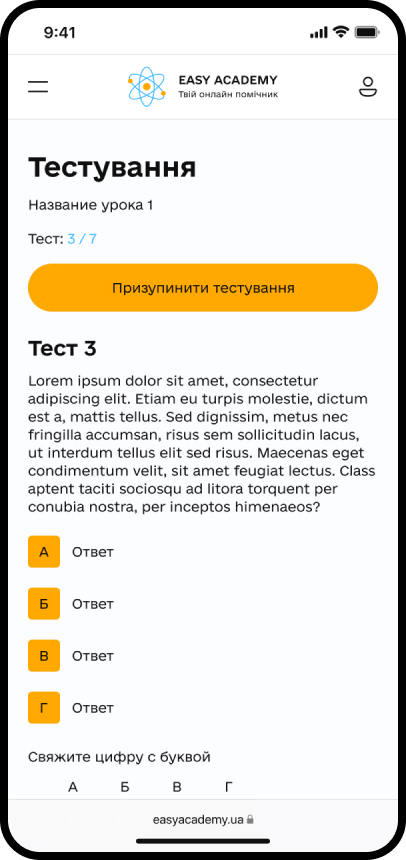 9:41
EASY ACADEMY
Твій онлайн помічник
Тестування
Название урока 1
Тест: 3 / 7
Призупинити тестування
Тест 3
Lorem ipsum dolor sit amet, consectetur
adipiscing elit. Etiam eu turpis molestie, dictum
est a, mattis tellus. Sed dignissim, metus nec
fringilla accumsan, risus sem sollicitudin lacus,
ut interdum tellus elit sed risus. Maecenas eget
condimentum velit, sit amet feugiat lectus. Class
aptent taciti sociosqu ad litora torquent per
conubia nostra, per inceptos himenaeos?
А Ответ
Б Ответ
В Ответ
Г Ответ
Свяжите цифру с буквой
А Б В Г
easyacademy.ua